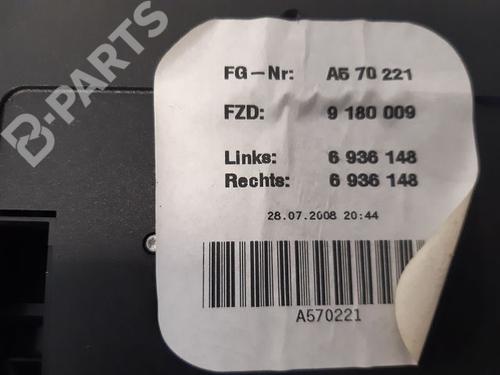 B-PARTS
FG-Nr: A5 70 221
FZD: 9 180 009
Links: 6 936 148
Rechts: 6 936 148
28.07.2008 20:44
A570221